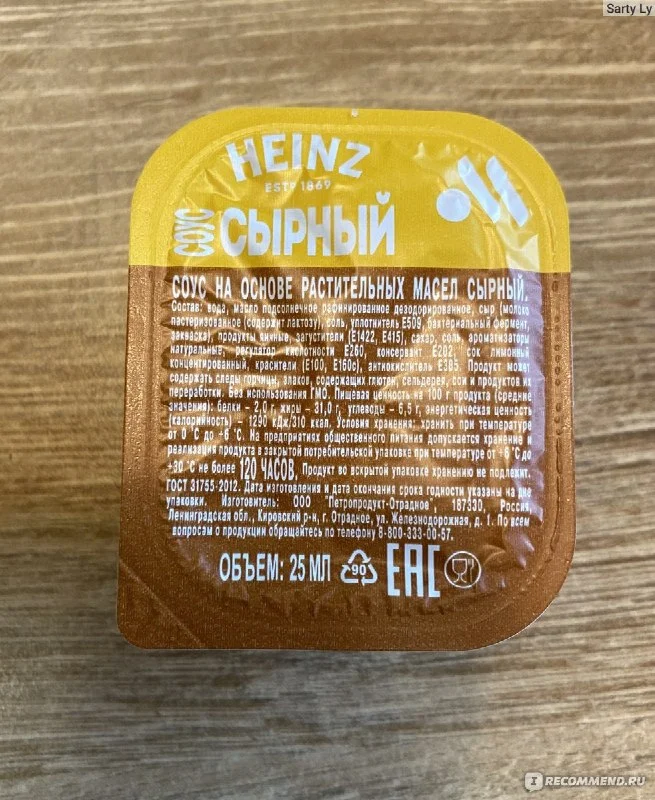 Sarty Ly
HEINZ
ESTD 1869
СОУС
СЫРНЫЙ
СОУС НА ОСНОВЕ РАСТИТЕЛЬНЫХ МАСЕЛ СЫРНЫЙ.
Состав: вода, масло подсолнечное рафинированное дезодорированное, сыр (молоко
пастеризованное (содержит лактозу), соль, уплотнитель Е509, бактериальный фермент,
закваска), продукты яичные, загустители (Е1422, Е415), сахар, соль, ароматизаторы
натуральные, регулятор кислотности Е260, консервант Е202, сок лимонный
концентрированный, красители (Е100, Е160с), антиокислитель Е385. Продукт может
содержать следы горчицы, злаков, содержащих глютен, сельдерея, сои и продуктов их
переработки. Без использования ГМО. Пищевая ценность на 100 г продукта (средние
значения): белки – 2,0 г, жиры – 31,0 г, углеводы – 6,5 г, энергетическая ценность
(калорийность) – 1290 кДж/310 ккал. Условия хранения: хранить при температуре
от 0°С до +6°С. На предприятиях общественного питания допускается хранение и
реализация продукта в закрытой потребительской упаковке при температуре от +6°С до
+30°С не более 120 ЧАСОВ. Продукт во вскрытой упаковке хранению не подлежит.
ГОСТ 31755-2012. Дата изготовления и дата окончания срока годности указаны на дне
упаковки. Изготовитель: ООО "Петропродукт-Отрадное", 187330, Россия,
Ленинградская обл., Кировский р-н, г. Отрадное, ул. Железнодорожная, д. 1. По всем
вопросам о продукции обращайтесь по телефону 8-800-333-00-57.
ОБЪЕМ: 25 МЛ 90 ЕАС
IRECOMMEND.RU